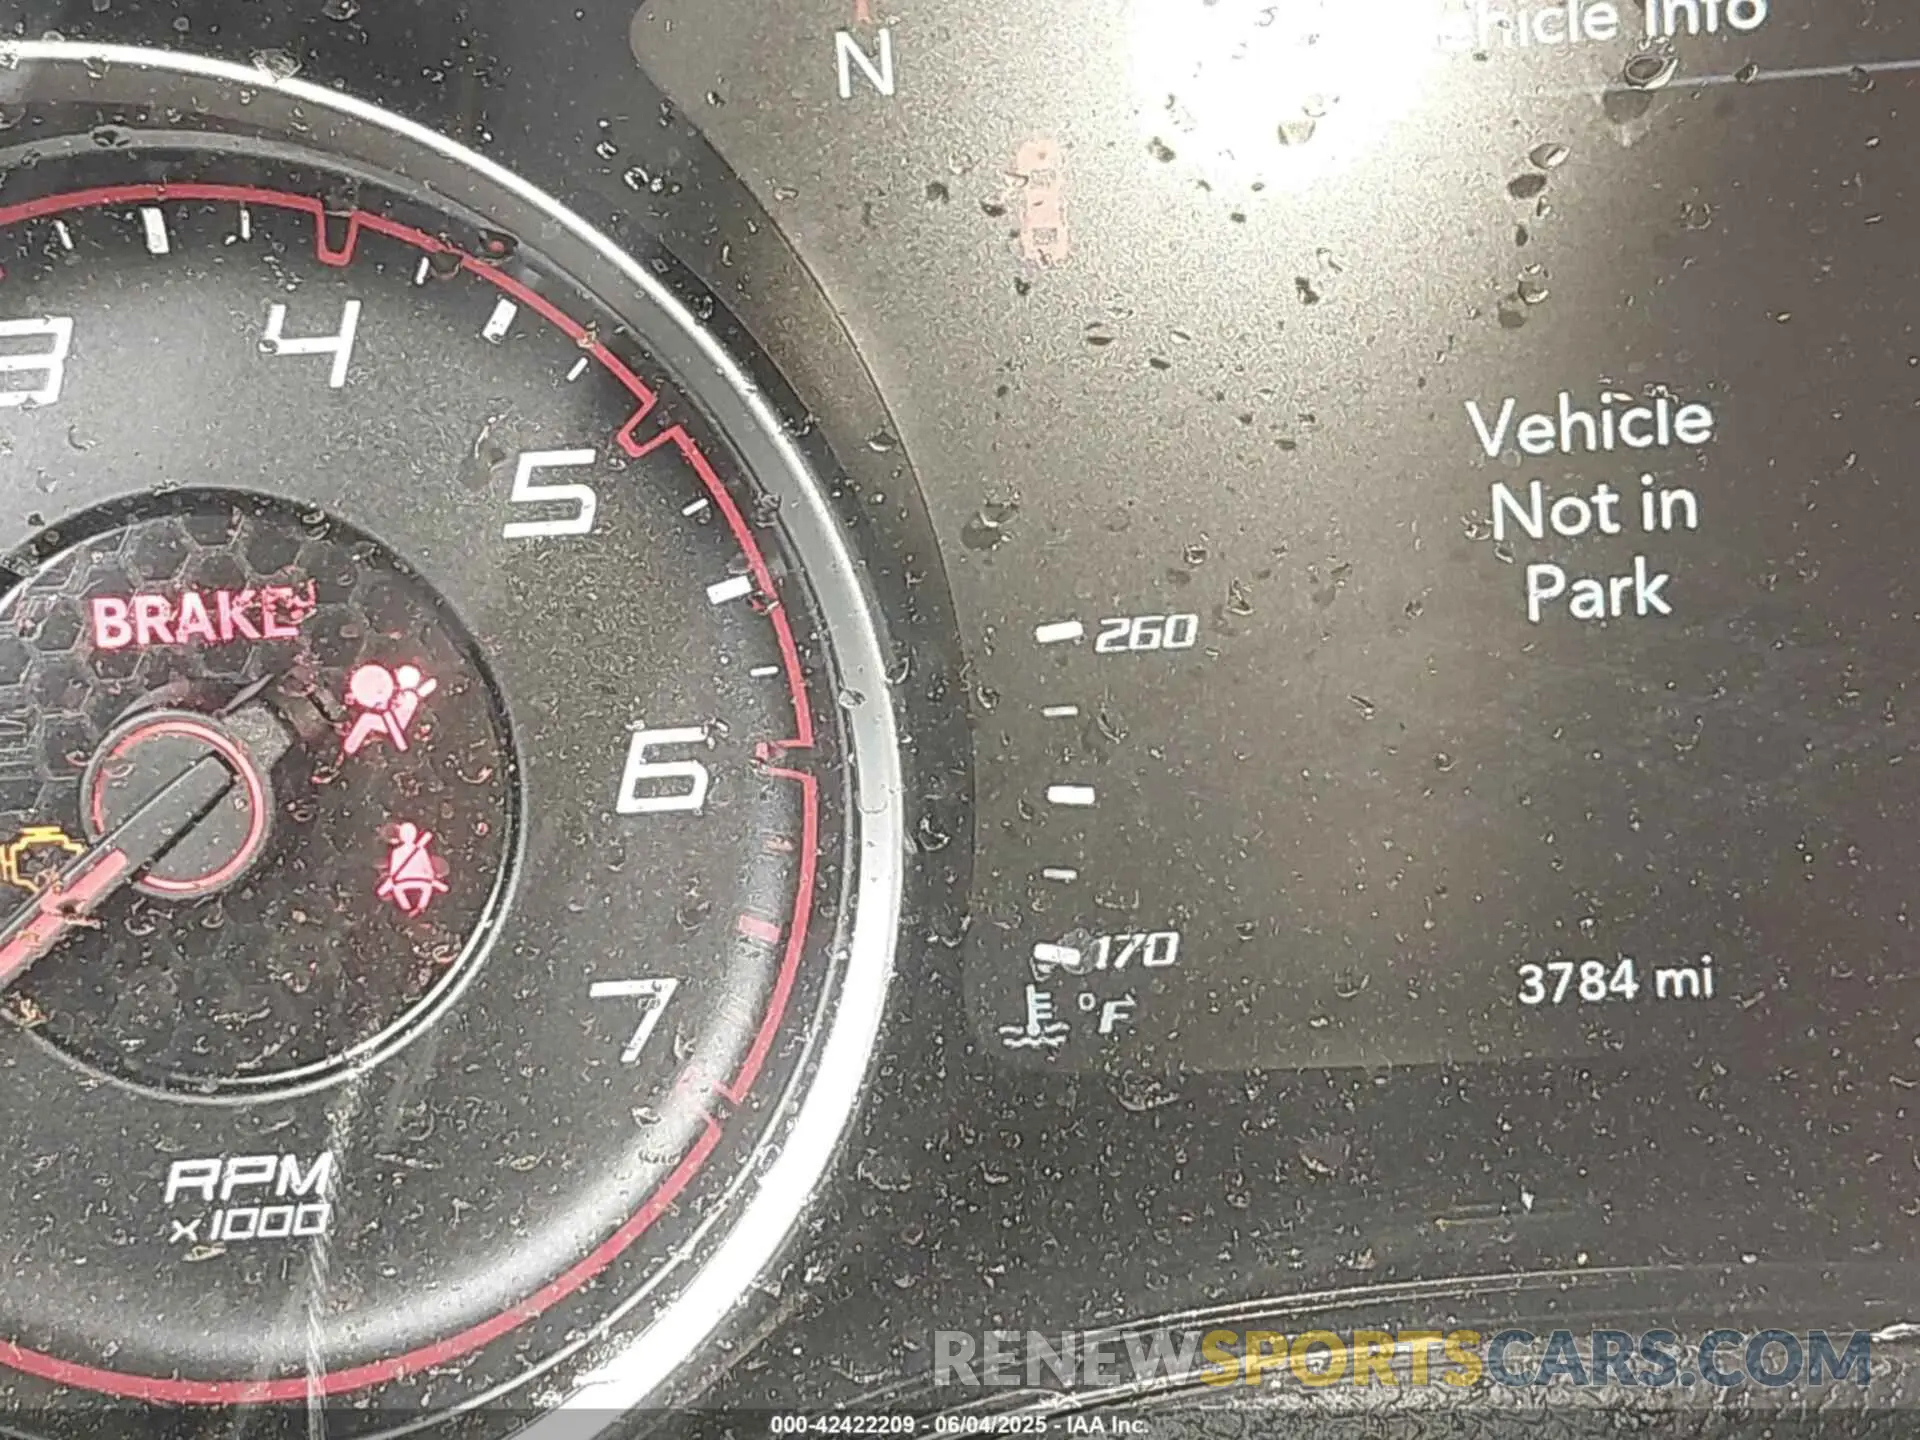 N
Vehicle Info
3
4
5
6
7
BRAKE
RPM
x1000
Vehicle
Not in
Park
260
170
°F
3784 mi
RENEWSPORTSCARS.COM
000-42422209 - 06/04/2025 - IAA Inc.